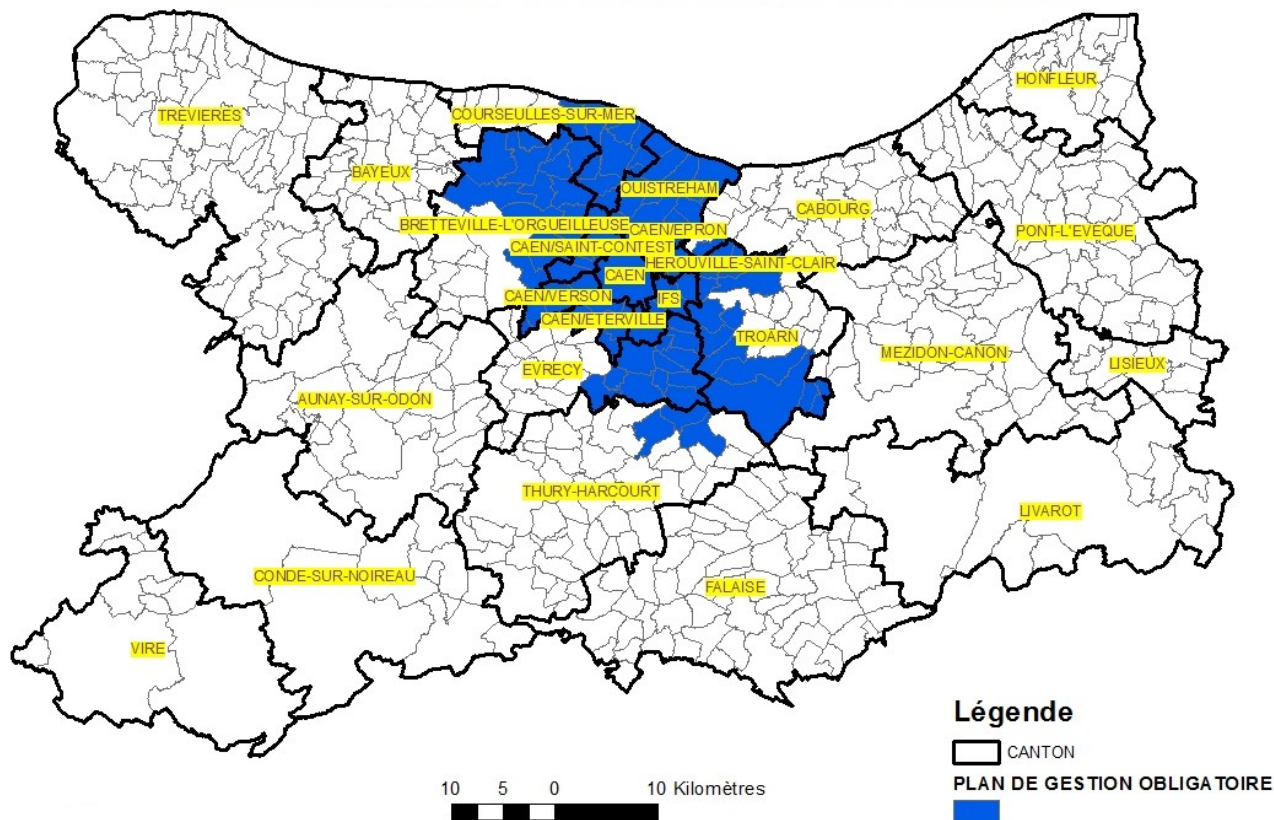 HONFLEUR
TREVIERES
COURSEULLES-SUR-MER
BAYEUX
OUISTREHAM
CABOURG
BRETTEVILLE-L'ORGUEILLEUSE
CAEN/EPRON
PONT-L'EVEQUE
CAEN/SAINT-CONTEST
HEROUVILLE-SAINT-CLAIR
CAEN
CAEN/VERSON
IFS
CAEN/ETERVILLE
TROARN
MEZIDON-CANON
LISIEUX
EVRECY
AUNAY-SUR-ODON
THURY-HARCOURT
LIVAROT
CONDE-SUR-NOIREAU
FALAISE
VIRE
Légende
CANTON
PLAN DE GESTION OBLIGATOIRE
10 5 0 10 Kilomètres